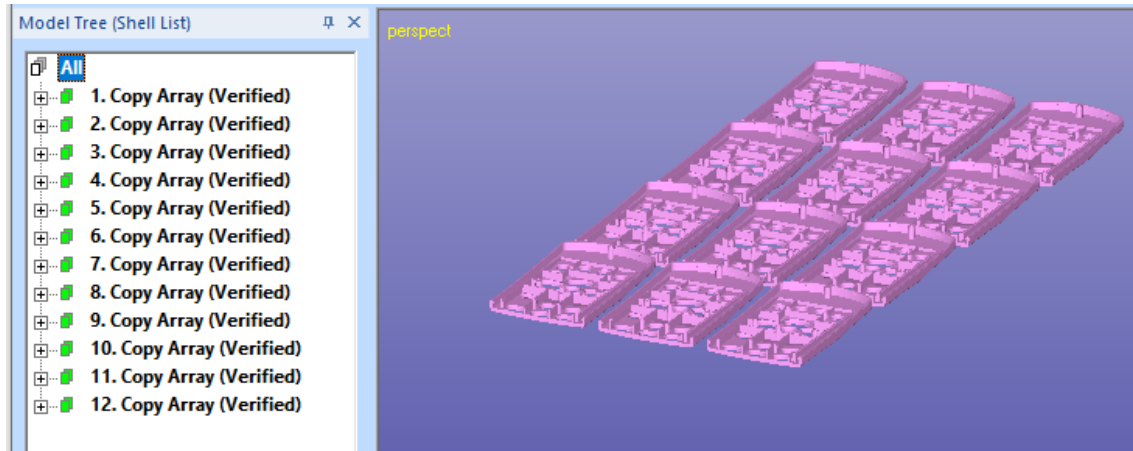 Model Tree (Shell List)
perspect
All
1. Copy Array (Verified)
2. Copy Array (Verified)
3. Copy Array (Verified)
4. Copy Array (Verified)
5. Copy Array (Verified)
6. Copy Array (Verified)
7. Copy Array (Verified)
8. Copy Array (Verified)
9. Copy Array (Verified)
10. Copy Array (Verified)
11. Copy Array (Verified)
12. Copy Array (Verified)